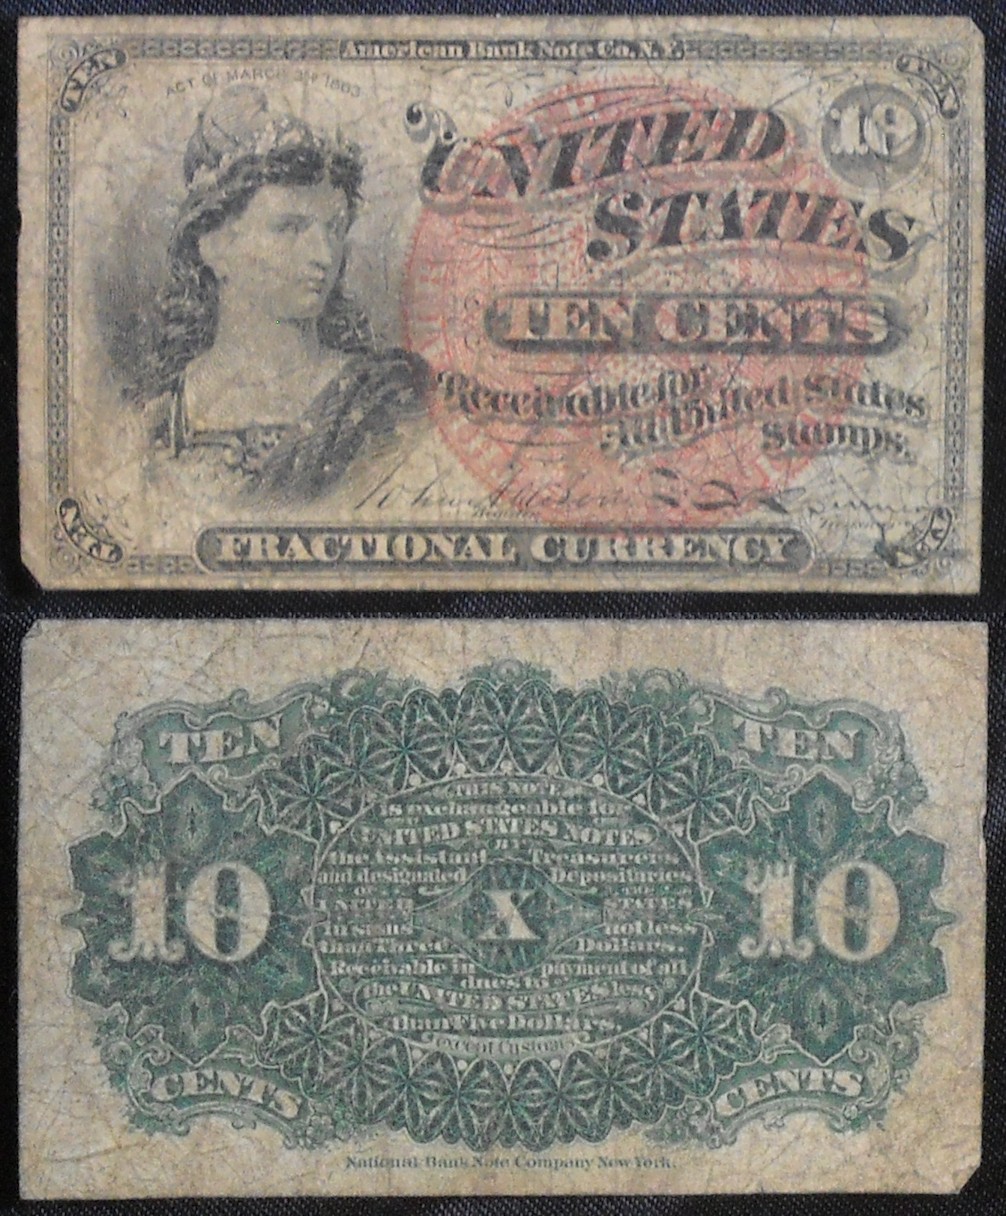 American Bank Note Co. N.Y.
TEN
TEN
ACT OF MARCH 3RD 1863
UNITED
10
STATES
TEN CENTS
Receivable for
All United States
Stamps.
TEN
TEN
FRACTIONAL CURRENCY
TEN
TEN
THIS NOTE
is exchangeable for
UNITED STATES NOTES
BY
the Assistant Treasurers
and designated Depositaries
OF THE
UNITED STATES
in sums not less
than Three Dollars.
10
X
10
Receivable in payment of all
dues to
the UNITED STATES less
than Five Dollars.
except Customs
CENTS
CENTS
National Bank Note Company New York.